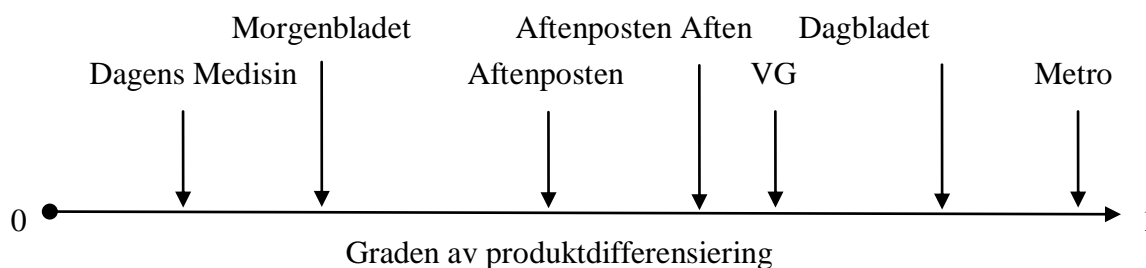 Morgenbladet Aftenposten Aften Dagbladet
Dagens Medisin Aftenposten VG Metro
0
Graden av produktdifferensiering